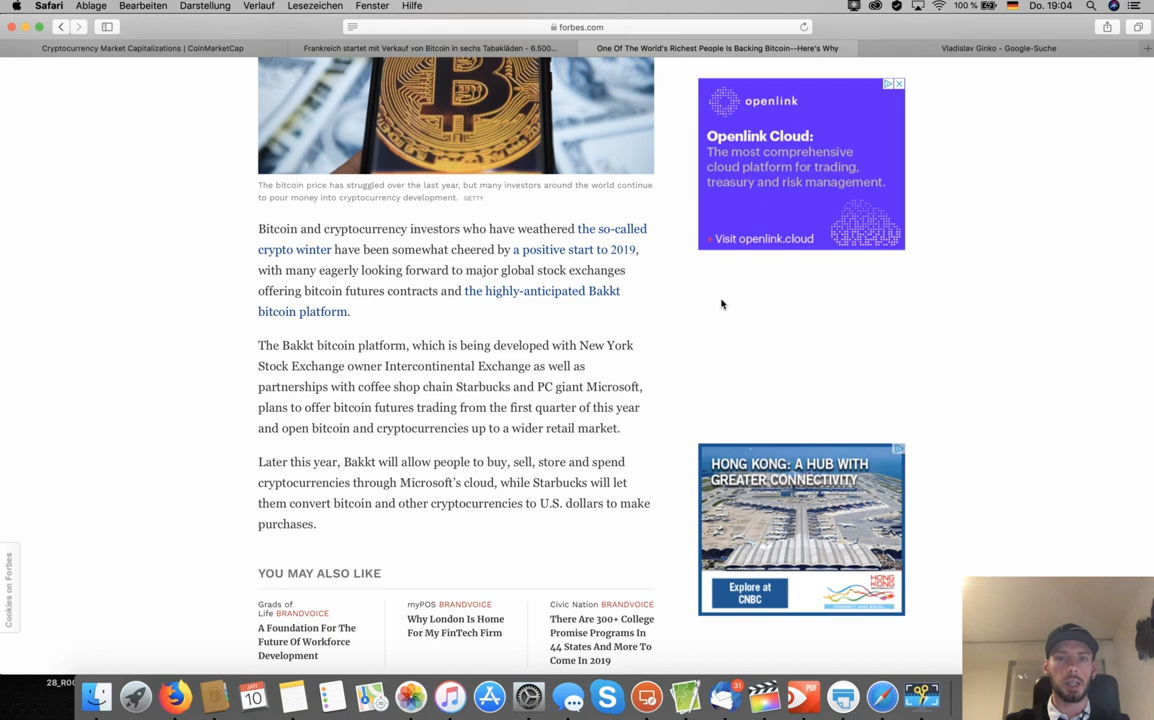 Safari Ablage Bearbeiten Darstellung Verlauf Lesezeichen Fenster Hilfe 100 % Do. 19:04
forbes.com
Cryptocurrency Market Capitalizations | CoinMarketCap
Frankreich startet mit Verkauf von Bitcoin in sechs Tabakläden - 6.500...
One Of The World's Richest People Is Backing Bitcoin--Here's Why
Vladislav Ginko - Google-Suche
The bitcoin price has struggled over the last year, but many investors around the world continue
to pour money into cryptocurrency development. GETTY
Bitcoin and cryptocurrency investors who have weathered the so-called
crypto winter have been somewhat cheered by a positive start to 2019,
with many eagerly looking forward to major global stock exchanges
offering bitcoin futures contracts and the highly-anticipated Bakkt
bitcoin platform.
The Bakkt bitcoin platform, which is being developed with New York
Stock Exchange owner Intercontinental Exchange as well as
partnerships with coffee shop chain Starbucks and PC giant Microsoft,
plans to offer bitcoin futures trading from the first quarter of this year
and open bitcoin and cryptocurrencies up to a wider retail market.
Later this year, Bakkt will allow people to buy, sell, store and spend
cryptocurrencies through Microsoft's cloud, while Starbucks will let
them convert bitcoin and other cryptocurrencies to U.S. dollars to make
purchases.
YOU MAY ALSO LIKE
Grads of
Life BRANDVOICE
A Foundation For The
Future Of Workforce
Development
myPOS BRANDVOICE
Why London Is Home
For My FinTech Firm
Civic Nation BRANDVOICE
There Are 300+ College
Promise Programs In
44 States And More To
Come In 2019
openlink
Openlink Cloud:
The most comprehensive
cloud platform for trading,
treasury and risk management.
Visit openlink.cloud
HONG KONG: A HUB WITH
GREATER CONNECTIVITY
Explore at
CNBC
HONG
KONG
Cookies on Forbes
JAN
10
31
PDF